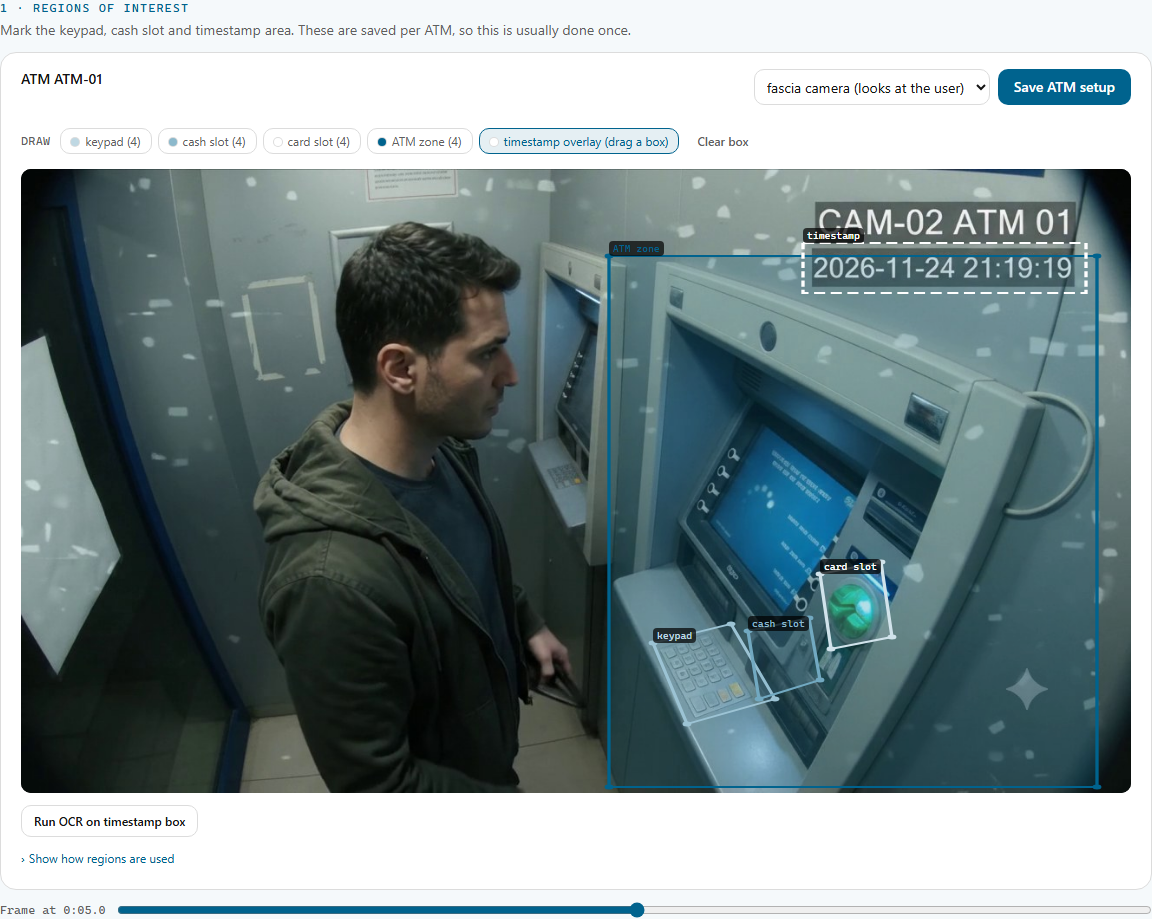 1 · REGIONS OF INTEREST
Mark the keypad, cash slot and timestamp area. These are saved per ATM, so this is usually done once.
ATM ATM-01
fascia camera (looks at the user)
Save ATM setup
DRAW
keypad (4)
cash slot (4)
card slot (4)
ATM zone (4)
timestamp overlay (drag a box)
Clear box
CAM-02 ATM 01
timestamp
ATM zone
2026-11-24 21:19:19
card slot
cash slot
keypad
Run OCR on timestamp box
› Show how regions are used
Frame at 0:05.0